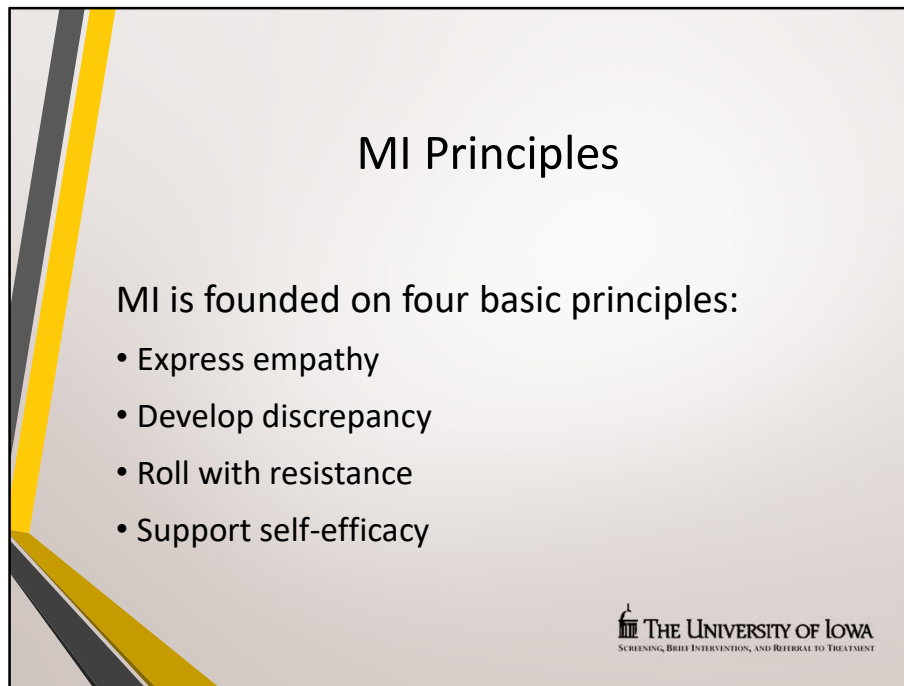 MI Principles
MI is founded on four basic principles:
• Express empathy
• Develop discrepancy
• Roll with resistance
• Support self-efficacy
THE UNIVERSITY OF IOWA
SCREENING, BRIEF INTERVENTION, AND REFERRAL TO TREATMENT